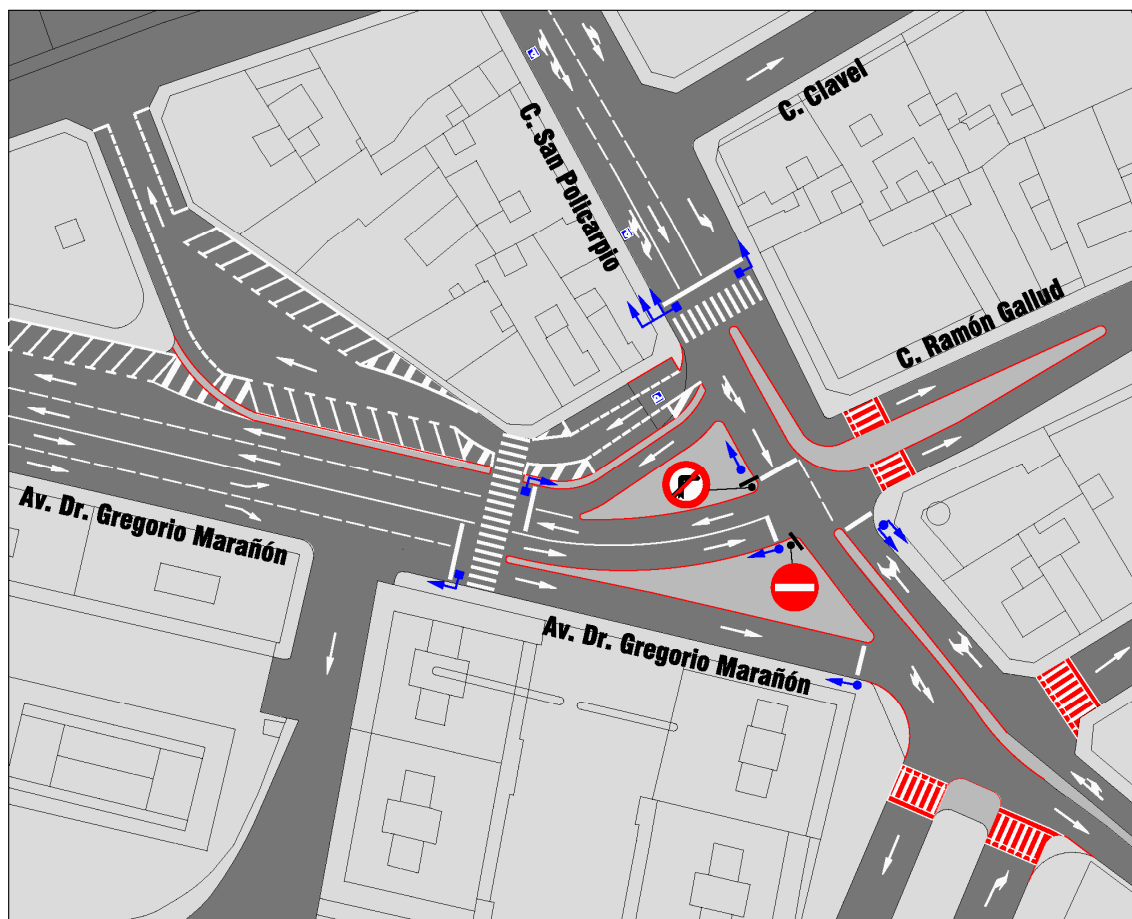 C. Clavel
C. San Policarpio
C. Ramón Gallud
Av. Dr. Gregorio Marañón
Av. Dr. Gregorio Marañón